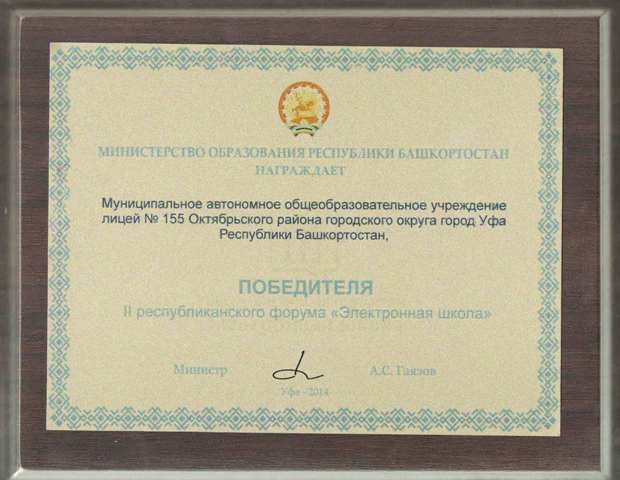 МИНИСТЕРСТВО ОБРАЗОВАНИЯ РЕСПУБЛИКИ БАШКОРТОСТАН
НАГРАЖДАЕТ
Муниципальное автономное общеобразовательное учреждение
лицей № 155 Октябрьского района городского округа город Уфа
Республики Башкортостан,
ПОБЕДИТЕЛЯ
II республиканского форума «Электронная школа»
Министр А.С. Гаязов
Уфа - 2014